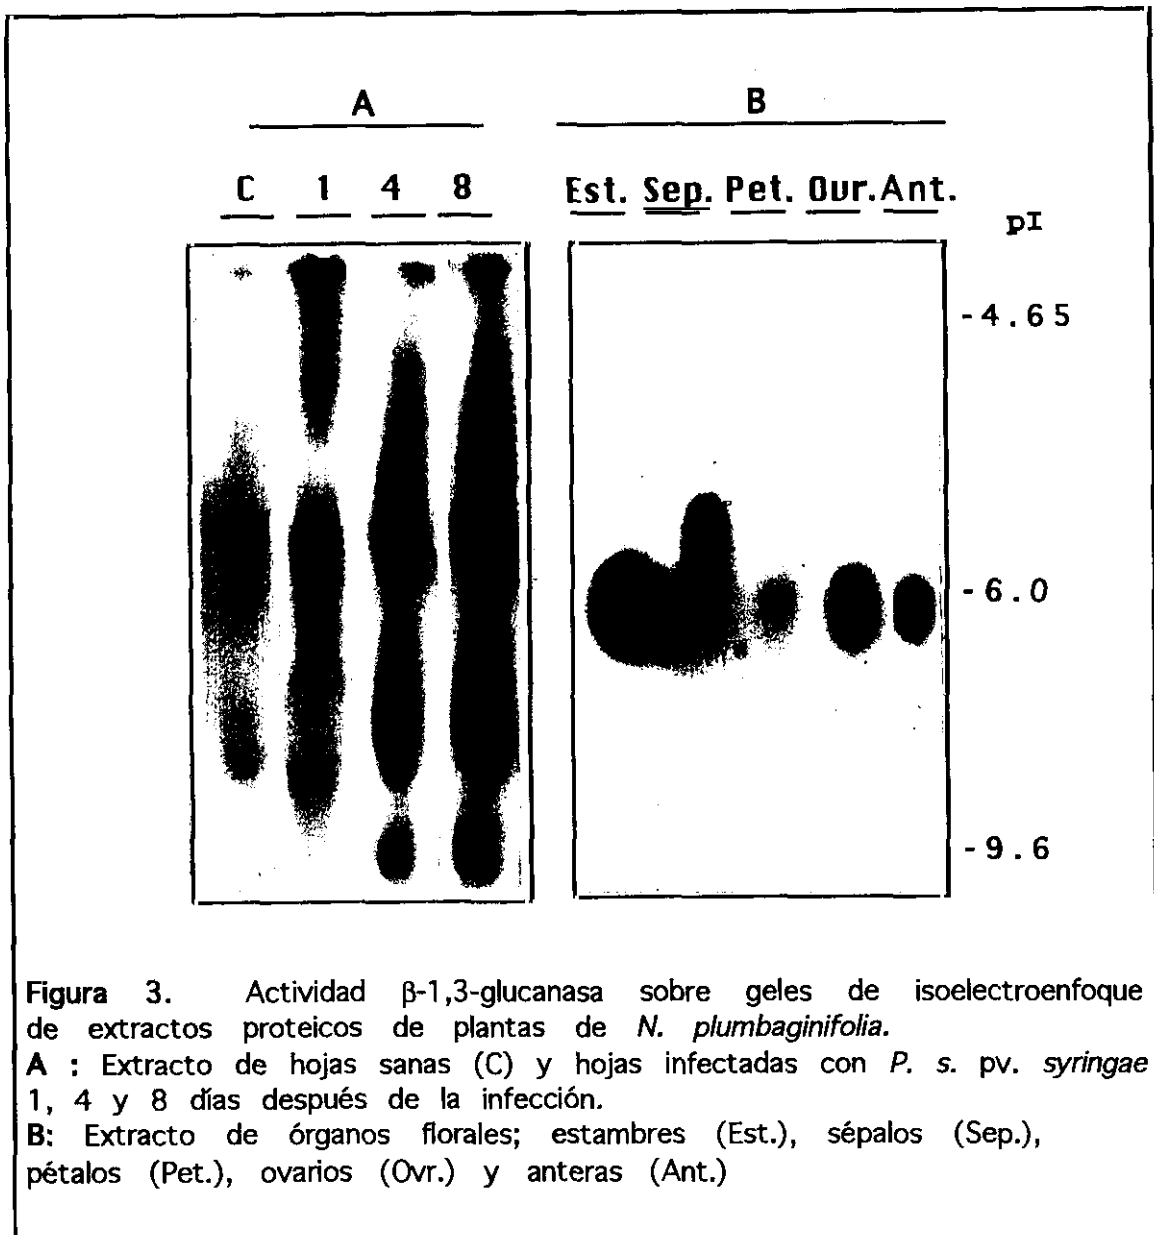 A B
C 1 4 8 Est. Sep. Pet. Ovr. Ant.
pI
-4.65
-6.0
-9.6
Figura 3. Actividad β-1,3-glucanasa sobre geles de isoelectroenfoque
de extractos proteicos de plantas de N. plumbaginifolia.
A : Extracto de hojas sanas (C) y hojas infectadas con P. s. pv. syringae
1, 4 y 8 días después de la infección.
B: Extracto de órganos florales; estambres (Est.), sépalos (Sep.),
pétalos (Pet.), ovarios (Ovr.) y anteras (Ant.)